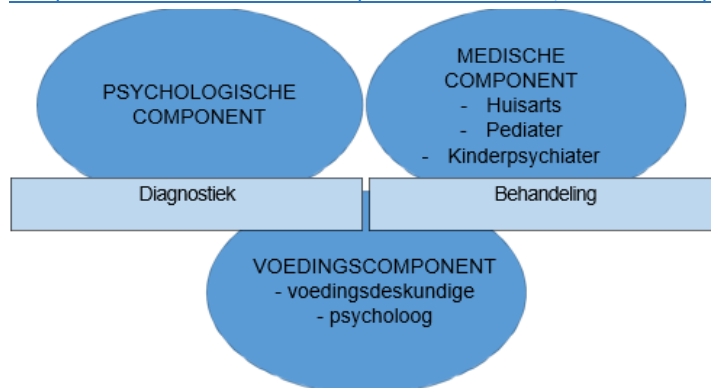 PSYCHOLOGISCHE
COMPONENT
MEDISCHE
COMPONENT
- Huisarts
- Pediater
- Kinderpsychiater
Diagnostiek
Behandeling
VOEDINGSCOMPONENT
- voedingsdeskundige
- psycholoog